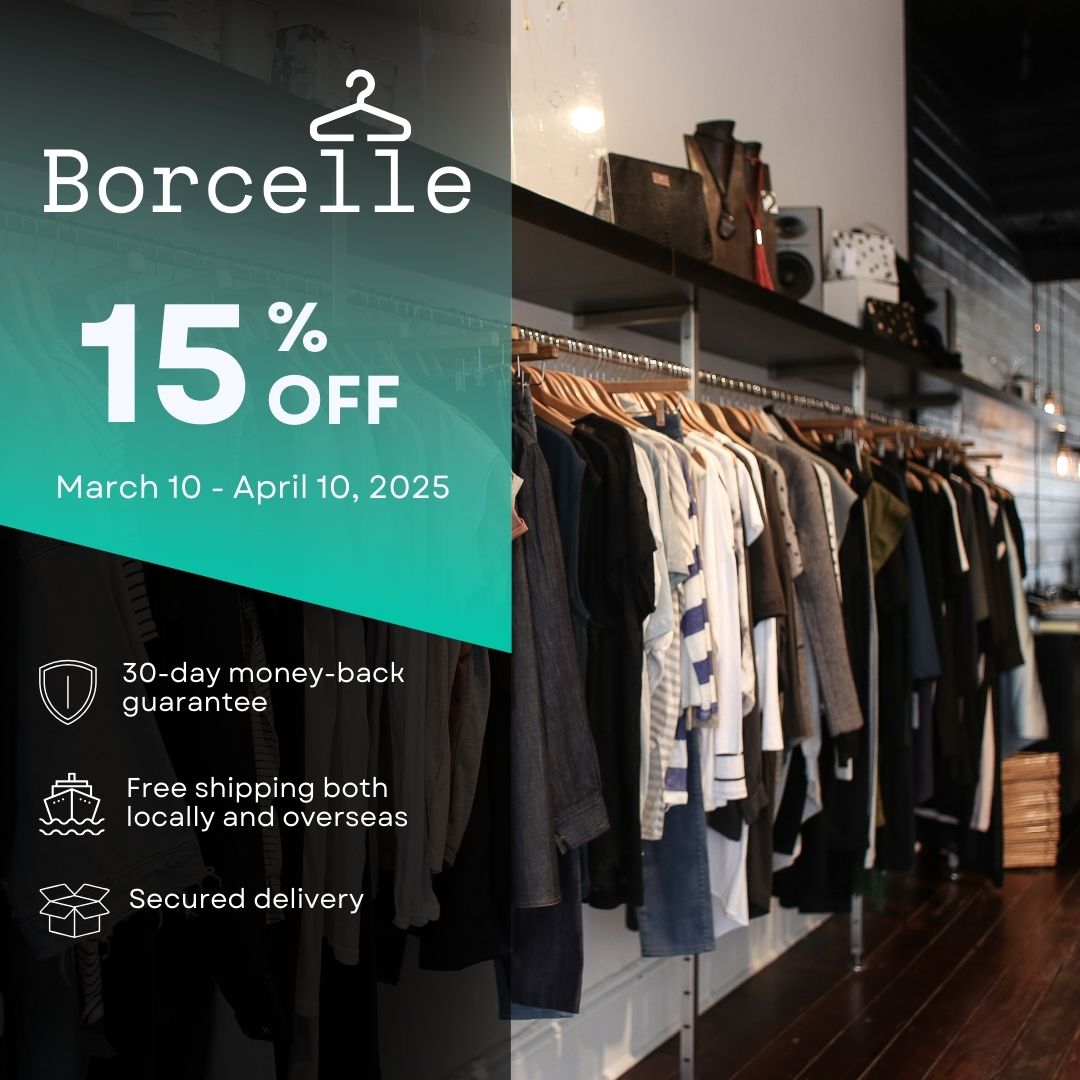 Borcelle
15 % OFF
March 10 - April 10, 2025
30-day money-back
guarantee
Free shipping both
locally and overseas
Secured delivery